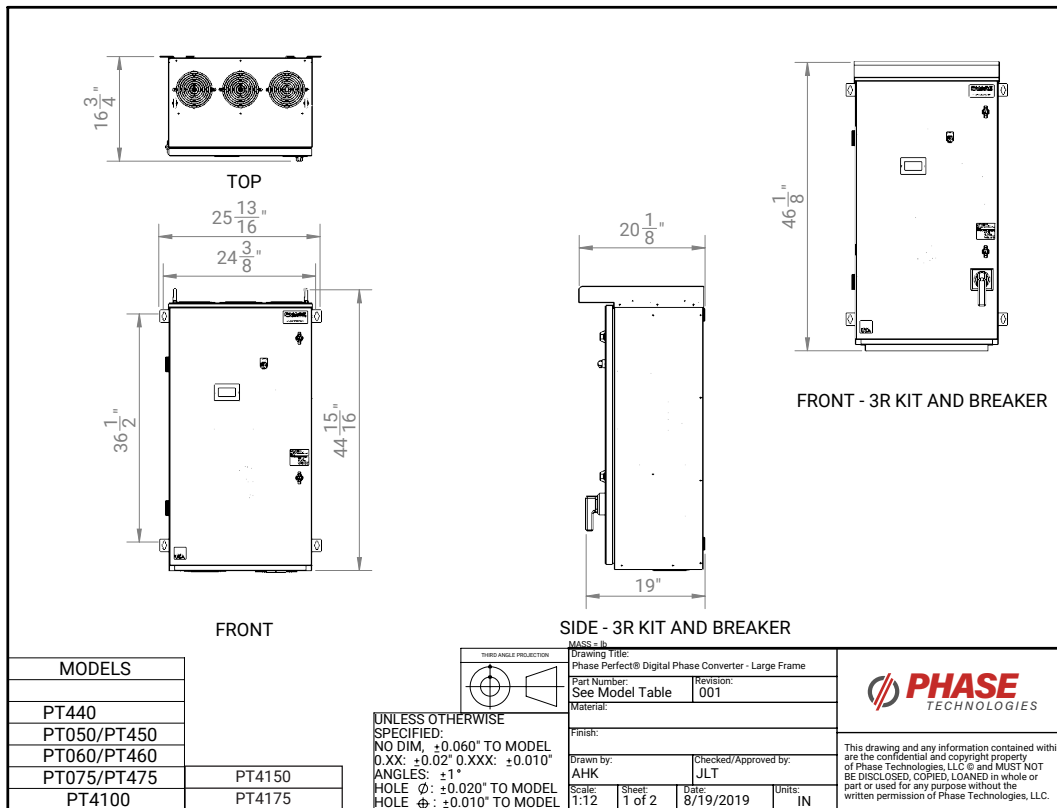 16 3/4"
TOP
25 13/16"
24 3/8"
36 1/2"
44 15/16"
FRONT
20 1/8"
19"
SIDE - 3R KIT AND BREAKER
46 1/8"
FRONT - 3R KIT AND BREAKER
PHASE
PHASE
USA
USA
MODELS
PT440
PT050/PT450
PT060/PT460
PT075/PT475 PT4150
PT4100 PT4175
THIRD ANGLE PROJECTION
UNLESS OTHERWISE
SPECIFIED:
NO DIM, ±0.060" TO MODEL
0.XX: ±0.02" 0.XXX: ±0.010"
ANGLES: ±1°
HOLE Ø: ±0.020" TO MODEL
HOLE ⌖: ±0.010" TO MODEL
MASS = lb
Drawing Title:
Phase Perfect® Digital Phase Converter - Large Frame
Part Number: Revision:
See Model Table 001
Material:
Finish:
Drawn by: Checked/Approved by:
AHK JLT
Scale: Sheet: Date: Units:
1:12 1 of 2 8/19/2019 IN
PHASE
TECHNOLOGIES
This drawing and any information contained withi
are the confidential and copyright property
of Phase Technologies, LLC © and MUST NOT
BE DISCLOSED, COPIED, LOANED in whole or
part or used for any purpose without the
written permission of Phase Technologies, LLC.